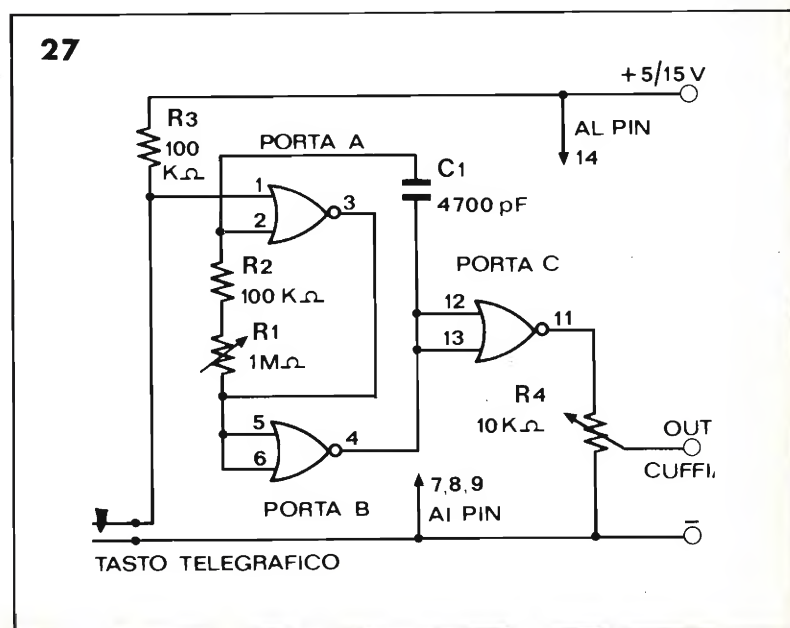 27
+5/15 V
R3
100
KΩ
AL PIN
14
PORTA A
C1
4700 pF
1
2
3
R2
100 KΩ
PORTA C
12
13
11
R1
1MΩ
R4
10KΩ
OUT
CUFFI
5
6
4
7,8,9
AI PIN
PORTA B
TASTO TELEGRAFICO